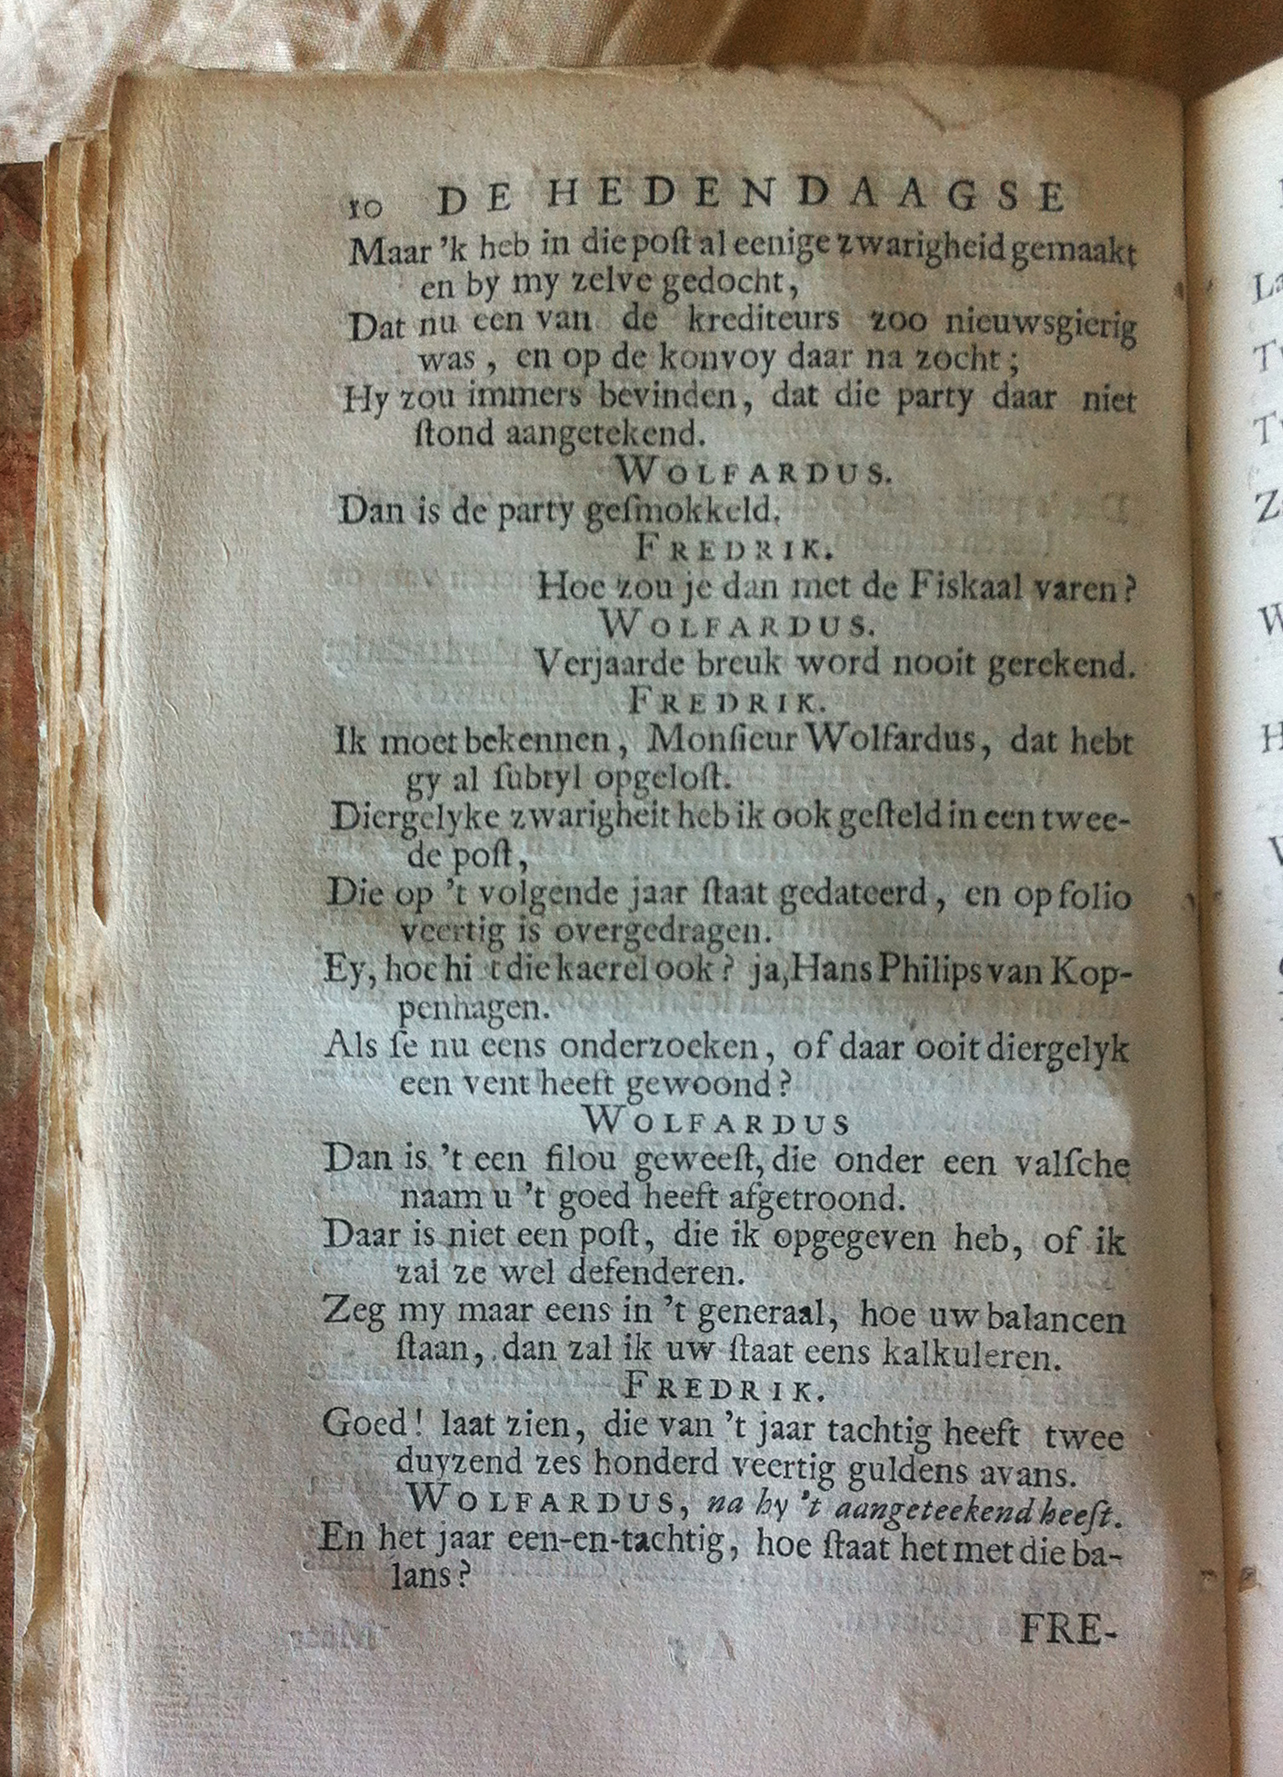 10 DE HEDENDAAGSE
Maar 'k heb in die poſt al eenige zwarigheid gemaakt
en by my zelve gedocht,
Dat nu een van de krediteurs zoo nieuwsgierig
was, en op de konvoy daar na zocht;
Hy zou immers bevinden, dat die party daar niet
ſtond aangetekend.
WOLFARDUS.
Dan is de party geſmokkeld.
FREDRIK.
Hoe zou je dan met de Fiskaal varen?
WOLFARDUS.
Verjaarde breuk word nooit gerekend.
FREDRIK.
Ik moet bekennen, Monſieur Wolfardus, dat hebt
gy al ſubtyl opgeloſt.
Diergelyke zwarigheit heb ik ook geſteld in een twee-
de poſt,
Die op 't volgende jaar ſtaat gedateerd, en op folio
veertig is overgedragen.
Ey, hoe hi t die kaerel ook? ja, Hans Philips van Kop-
penhagen.
Als ſe nu eens onderzoeken, of daar ooit diergelyk
een vent heeft gewoond?
WOLFARDUS
Dan is 't een filou geweeſt, die onder een valſche
naam u 't goed heeft afgetroond.
Daar is niet een poſt, die ik opgegeven heb, of ik
zal ze wel defenderen.
Zeg my maar eens in 't generaal, hoe uw balancen
ſtaan, dan zal ik uw ſtaat eens kalkuleren.
FREDRIK.
Goed! laat zien, die van 't jaar tachtig heeft twee
duyzend zes honderd veertig guldens avans.
WOLFARDUS, na hy 't aangeteekend heeft.
En het jaar een-en-tachtig, hoe ſtaat het met die ba-
lans?
FRE-